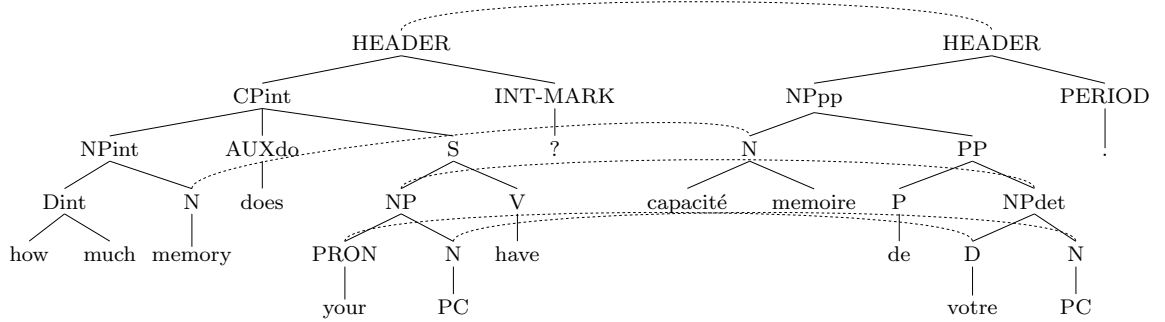 HEADER HEADER
CPint INT-MARK NPpp PERIOD
NPint AUXdo S ? N PP .
Dint N does NP V capacité memoire P NPdet
how much memory PRON N have de D N
your PC votre PC